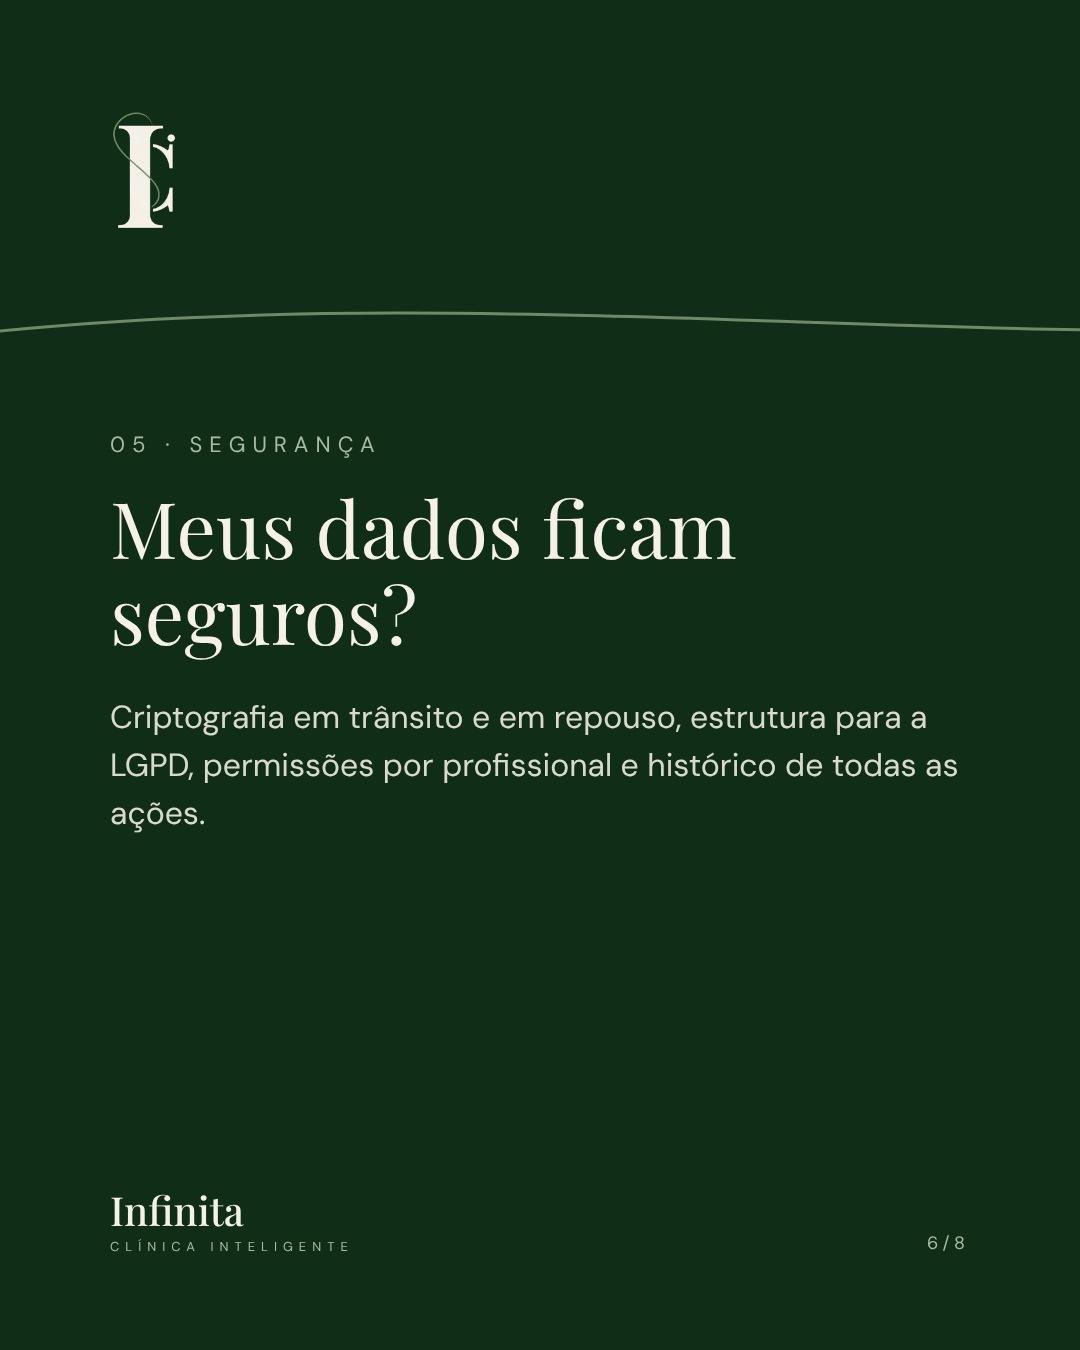 05 · SEGURANÇA
Meus dados ficam
seguros?
Criptografia em trânsito e em repouso, estrutura para a
LGPD, permissões por profissional e histórico de todas as
ações.
Infinita
CLÍNICA INTELIGENTE
6/8